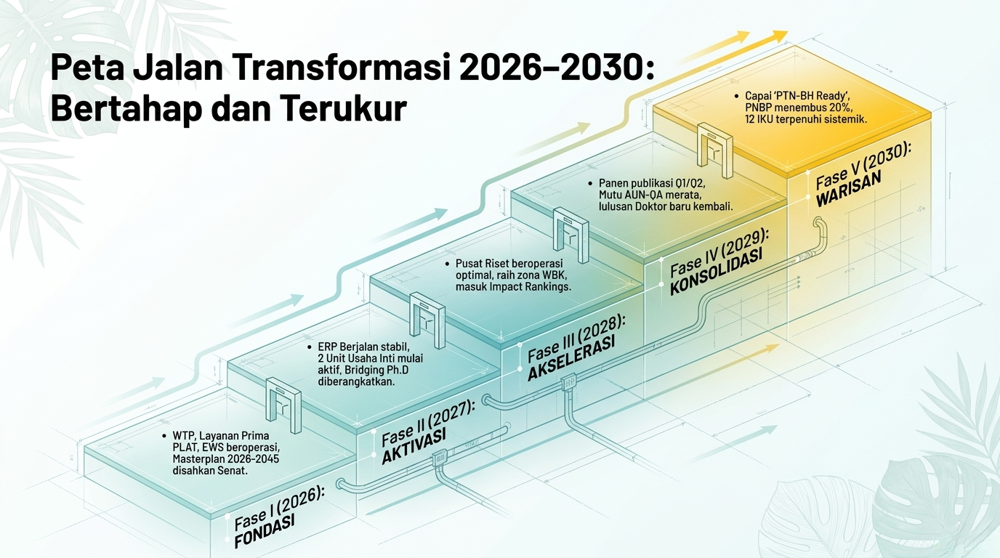 Peta Jalan Transformasi 2026–2030:
Bertahap dan Terukur
• WTP, Layanan Prima
PLAT, EWS beroperasi,
Masterplan 2026-2045
disahkan Senat.
Fase I (2026):
FONDASI
• ERP Berjalan stabil,
2 Unit Usaha Inti mulai
aktif, Bridging Ph.D
diberangkatkan.
Fase II (2027):
AKTIVASI
• Pusat Riset beroperasi
optimal, raih zona WBK,
masuk Impact Rankings.
Fase III (2028):
AKSELERASI
• Panen publikasi Q1/Q2,
Mutu AUN-QA merata,
lulusan Doktor baru kembali.
Fase IV (2029):
KONSOLIDASI
• Capai ‘PTN-BH Ready’,
PNBP menembus 20%,
12 IKU terpenuhi sistemik.
Fase V (2030):
WARISAN